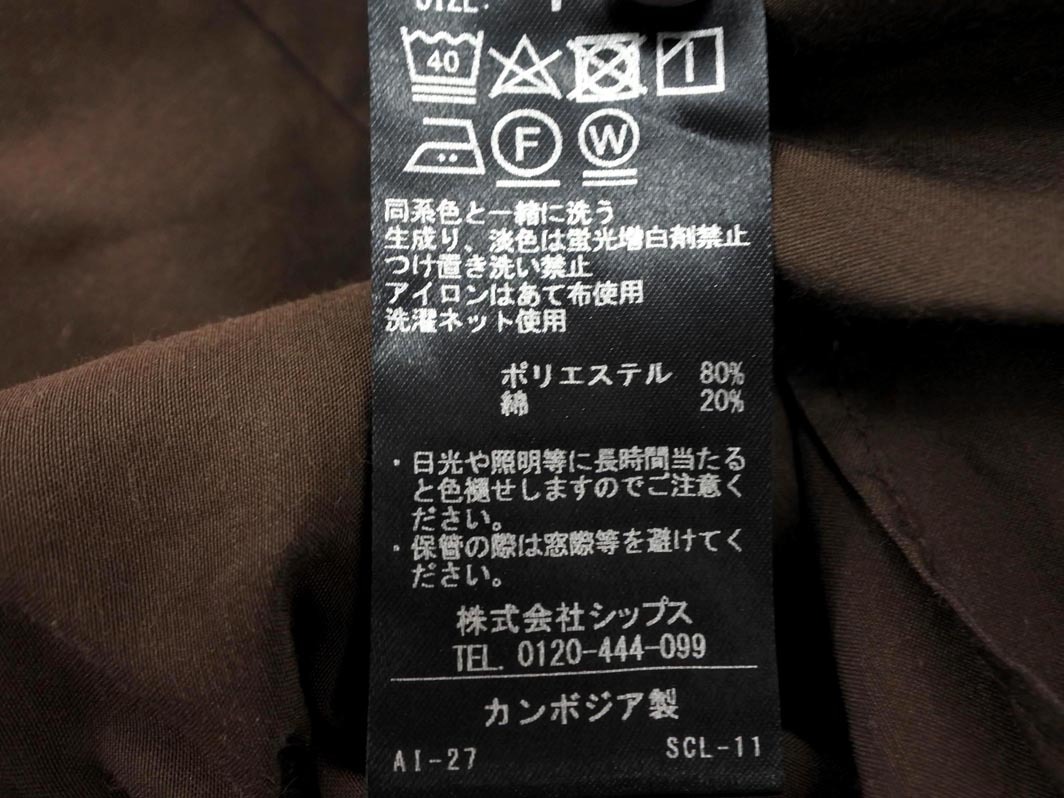 SIZE:
40
F
W
同系色と一緒に洗う
生成り、淡色は蛍光増白剤禁止
つけ置き洗い禁止
アイロンはあて布使用
洗濯ネット使用
ポリエステル 80%
綿 20%
・日光や照明等に長時間当たる
と色褪せしますのでご注意く
ださい。
・保管の際は窓際等を避けてく
ださい。
株式会社シップス
TEL. 0120-444-099
カンボジア製
AI-27 SCL-11